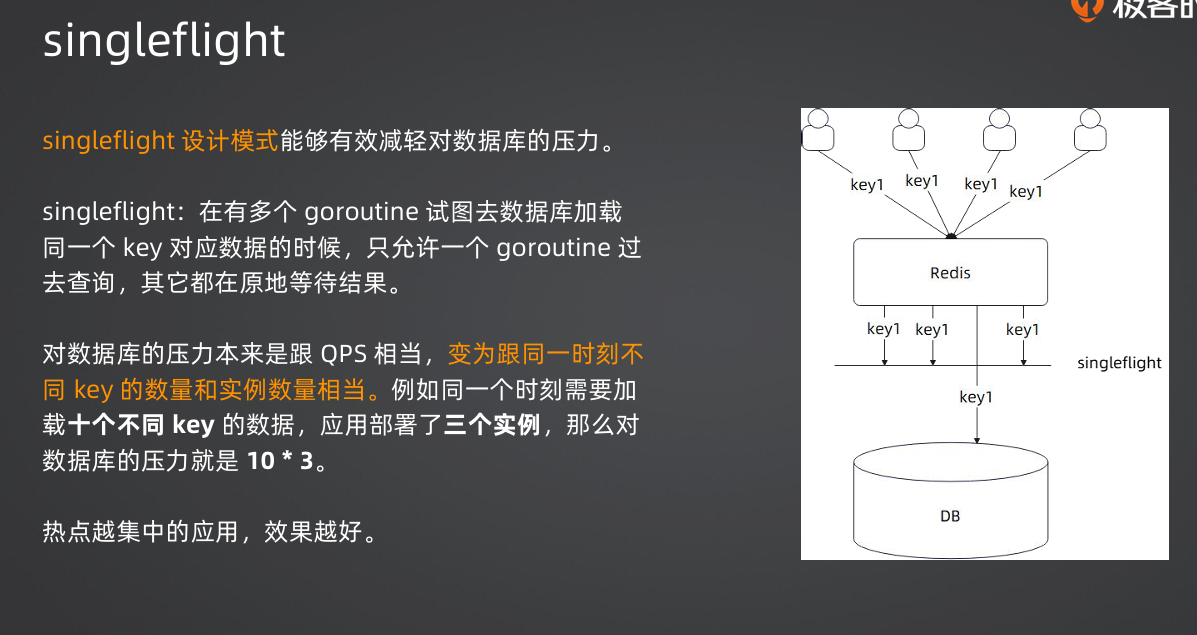 singleflight
singleflight 设计模式能够有效减轻对数据库的压力。
singleflight：在有多个 goroutine 试图去数据库加载
同一个 key 对应数据的时候，只允许一个 goroutine 过
去查询，其它都在原地等待结果。
对数据库的压力本来是跟 QPS 相当，变为跟同一时刻不
同 key 的数量和实例数量相当。例如同一个时刻需要加
载十个不同 key 的数据，应用部署了三个实例，那么对
数据库的压力就是 10 * 3。
热点越集中的应用，效果越好。
key1
key1
key1
key1
Redis
key1
key1
key1
singleflight
key1
DB